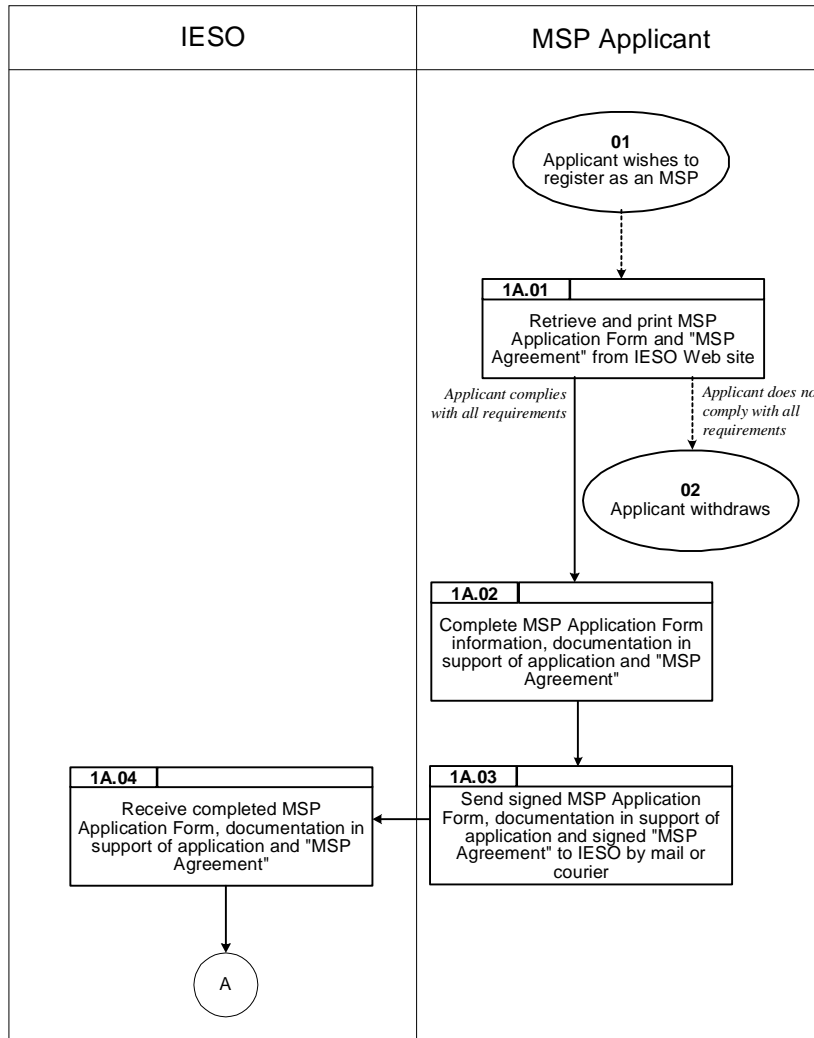 IESO
MSP Applicant
01
Applicant wishes to
register as an MSP
1A.01
Retrieve and print MSP
Application Form and "MSP
Agreement" from IESO Web site
Applicant complies
with all requirements
Applicant does no
comply with all
requirements
02
Applicant withdraws
1A.02
Complete MSP Application Form
information, documentation in
support of application and "MSP
Agreement"
1A.04
Receive completed MSP
Application Form, documentation in
support of application and "MSP
Agreement"
1A.03
Send signed MSP Application
Form, documentation in support of
application and signed "MSP
Agreement" to IESO by mail or
courier
A